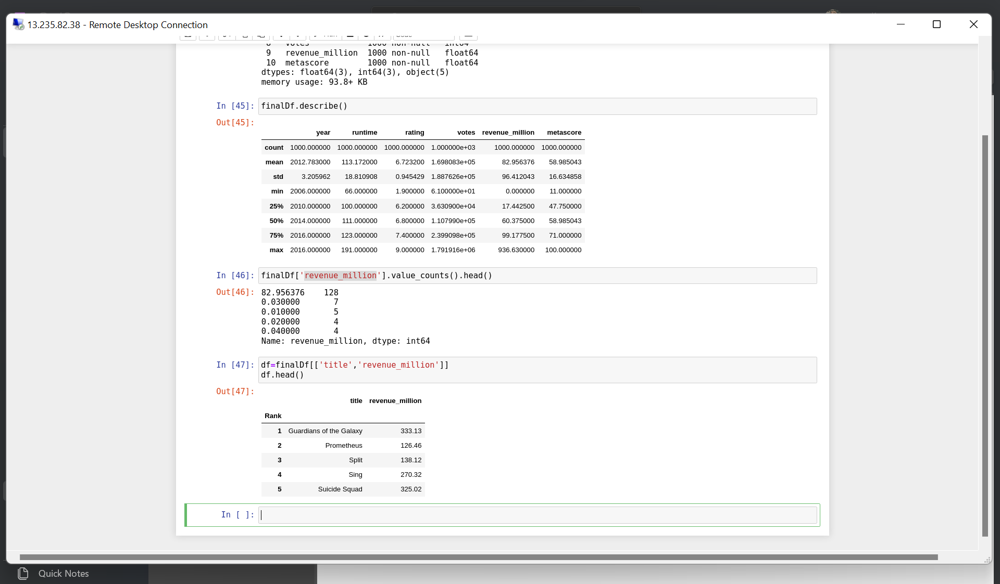 13.235.82.38 - Remote Desktop Connection
8 votes 1000 non-null int64
9 revenue_million 1000 non-null float64
10 metascore 1000 non-null float64
dtypes: float64(3), int64(3), object(5)
memory usage: 93.8+ KB
In [45]: finalDf.describe()
Out[45]:
year runtime rating votes revenue_million metascore
count 1000.000000 1000.000000 1000.000000 1.000000e+03 1000.000000 1000.000000
mean 2012.783000 113.172000 6.723200 1.698083e+05 82.956376 58.985043
std 3.205962 18.810908 0.945429 1.887626e+05 96.412043 16.634858
min 2006.000000 66.000000 1.900000 6.100000e+01 0.000000 11.000000
25% 2010.000000 100.000000 6.200000 3.630900e+04 17.442500 47.750000
50% 2014.000000 111.000000 6.800000 1.107990e+05 60.375000 58.985043
75% 2016.000000 123.000000 7.400000 2.399098e+05 99.177500 71.000000
max 2016.000000 191.000000 9.000000 1.791916e+06 936.630000 100.000000
In [46]: finalDf['revenue_million'].value_counts().head()
Out[46]: 82.956376 128
0.030000 7
0.010000 5
0.020000 4
0.040000 4
Name: revenue_million, dtype: int64
In [47]: df=finalDf[['title','revenue_million']]
df.head()
Out[47]:
title revenue_million
Rank
1 Guardians of the Galaxy 333.13
2 Prometheus 126.46
3 Split 138.12
4 Sing 270.32
5 Suicide Squad 325.02
In [ ]:
Quick Notes